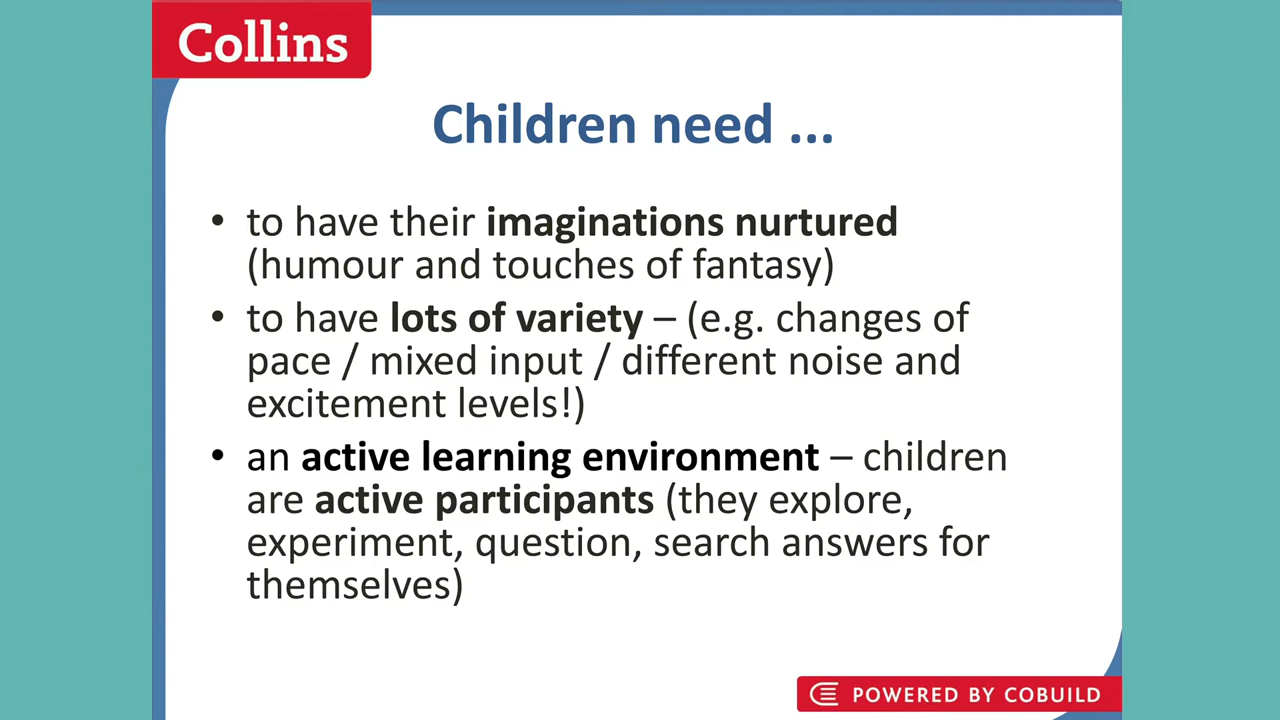 Collins
Children need ...
• to have their imaginations nurtured
(humour and touches of fantasy)
• to have lots of variety – (e.g. changes of
pace / mixed input / different noise and
excitement levels!)
• an active learning environment – children
are active participants (they explore,
experiment, question, search answers for
themselves)
POWERED BY COBUILD